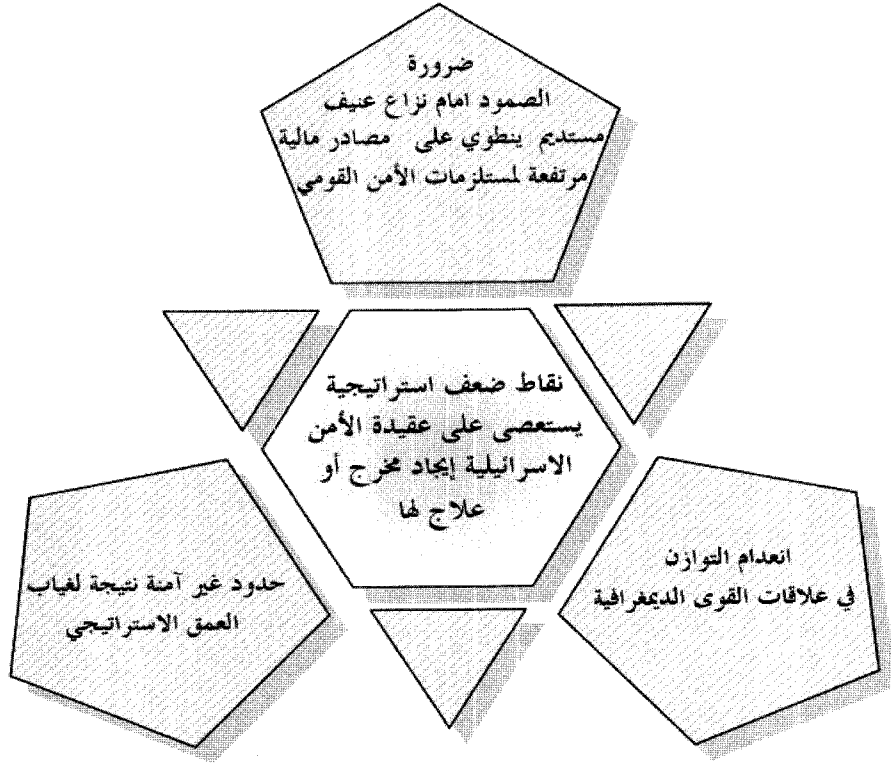 ضرورة
الصمود امام نزاع عنيف
مستديم ينطوي على مصادر مالية
مرتفعة لمستلزمات الأمن القومي
نقاط ضعف استراتيجية
يستعصى على عقيدة الأمن
الاسرائيلية إيجاد مخرج أو
علاج لها
انعدام التوازن
في علاقات القوى الديمغرافية
حدود غير آمنة نتيجة لغياب
العمق الاستراتيجي